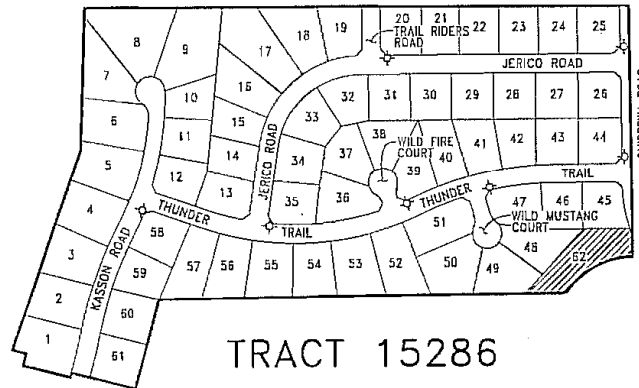 20 21 22 23 24 25
19
TRAIL RIDERS
ROAD
18
17
8
9
7
JERICO ROAD
16
10
32 31 30 29 28 27 26
6
15
33
11
38
WILD FIRE
COURT
41 42 43 44
14
34
37
39 40
5
JERICO ROAD
12
13
35
36
THUNDER TRAIL
4
THUNDER
47 46 45
58
TRAIL
51
WILD MUSTANG
COURT
48
62
3
KASSON ROAD
59
57 56 55 54 53 52
50
49
2
60
1
61
TRACT 15286